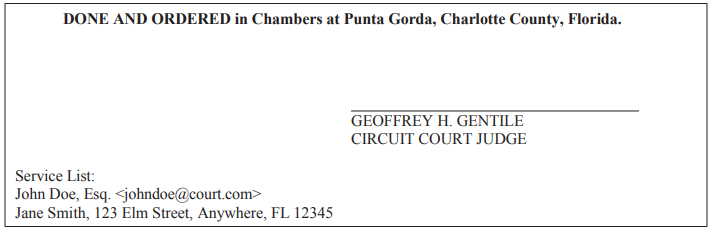 DONE AND ORDERED in Chambers at Punta Gorda, Charlotte County, Florida.
GEOFFREY H. GENTILE
CIRCUIT COURT JUDGE
Service List:
John Doe, Esq. <johndoe@court.com>
Jane Smith, 123 Elm Street, Anywhere, FL 12345